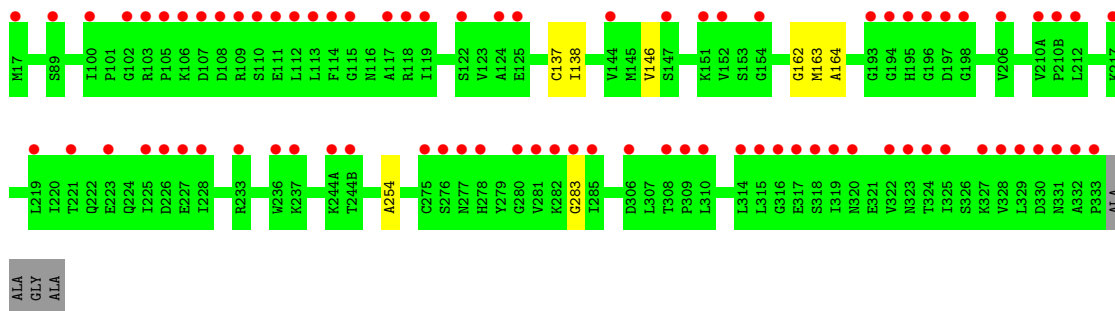 M17 S89 I100 P101 G102 R103 P105 K106 D107 D108 R109 S110 E111 L112 L113 F114 G115 N116 A117 R118 I119 S122 V123 A124 E125 C137 I138 V144 M145 V146 S147 K151 V152 S153 G154 G162 M163 A164 G193 G194 H195 G196 D197 G198 V206 V210A P210B L212 K217
L219 I220 T221 Q222 E223 Q224 I225 D226 E227 I228 R233 W236 K237 K244A T244B A254 C275 S276 N277 H278 Y279 G280 V281 K282 G283 I285 D306 L307 T308 P309 L310 L314 L315 G316 E317 S318 I319 N320 E321 V322 N323 T324 I325 S326 K327 V328 L329 D330 N331 A332 P333 ALA
ALA GLY ALA